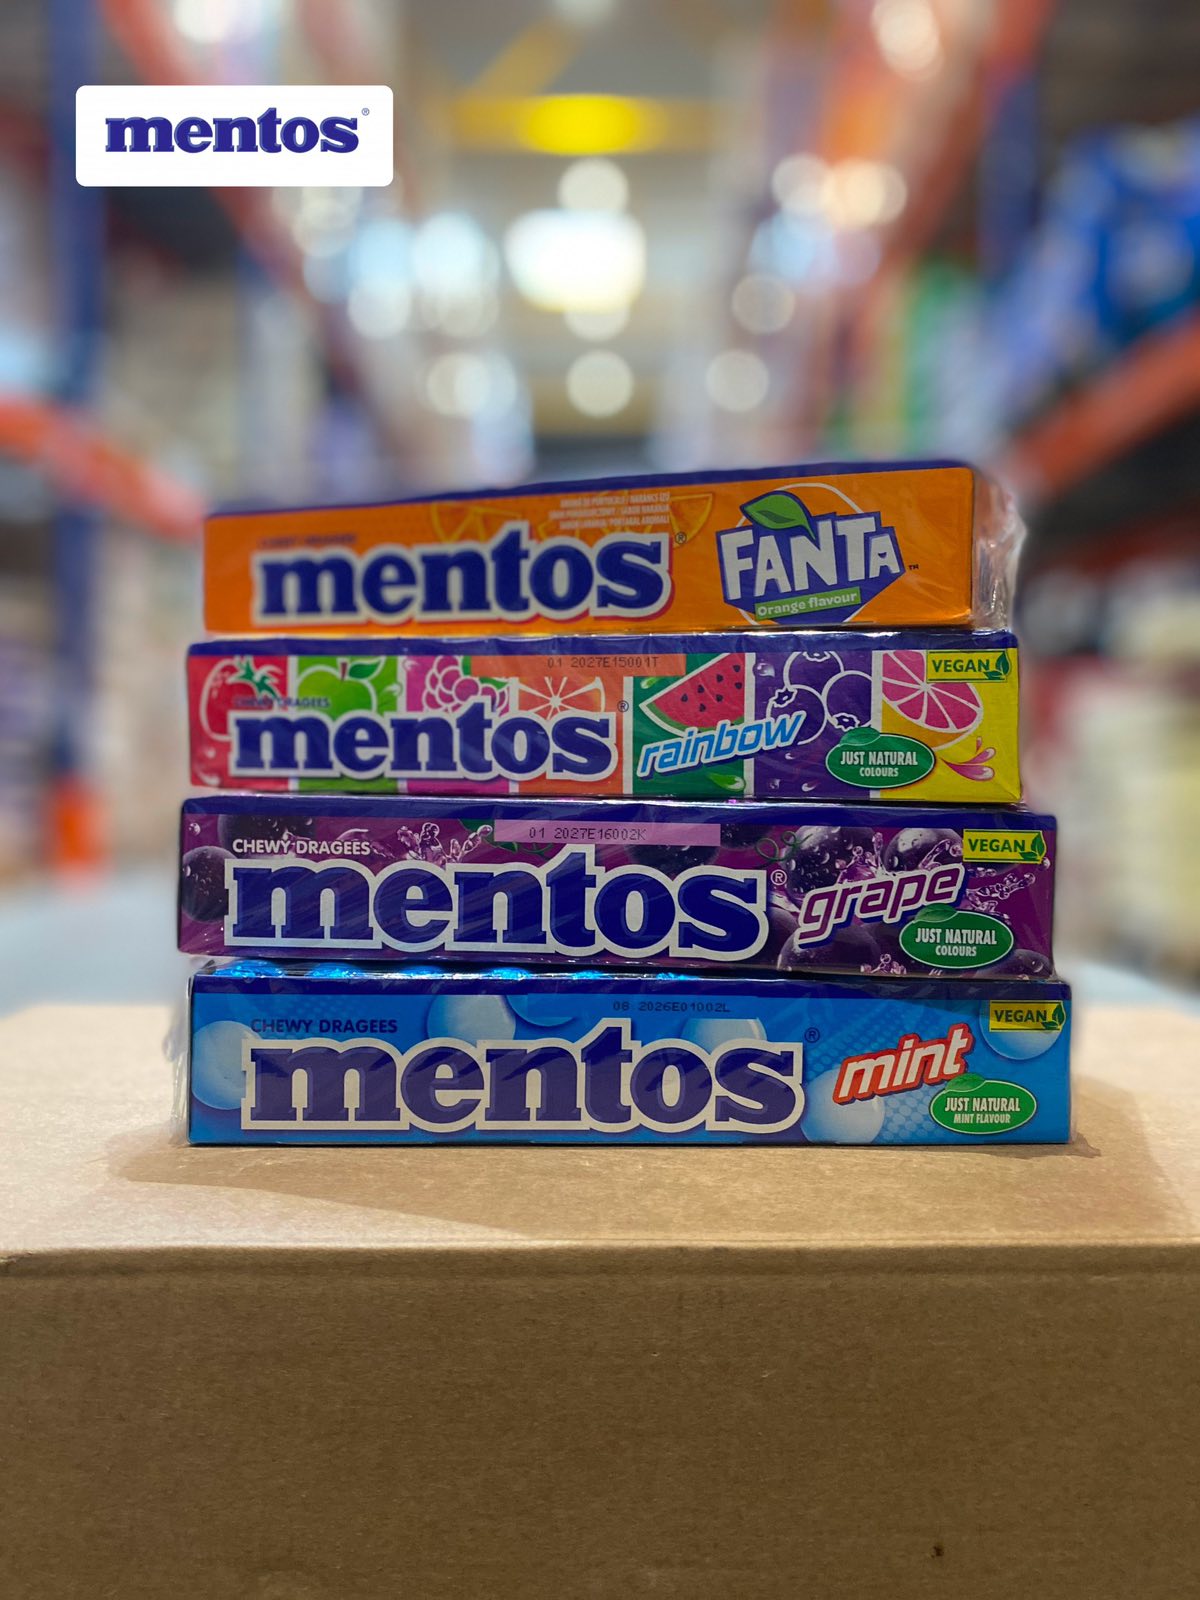 mentos®
mentos®
FANTA™
Orange flavour
01 2027E15001T
VEGAN
CHEWY DRAGEES
mentos®
rainbow
JUST NATURAL
COLOURS
01 2027E16002K
VEGAN
CHEWY DRAGEES
mentos®
grape
JUST NATURAL
COLOURS
08 2026E01002L
VEGAN
CHEWY DRAGEES
mentos®
mint
JUST NATURAL
MINT FLAVOUR